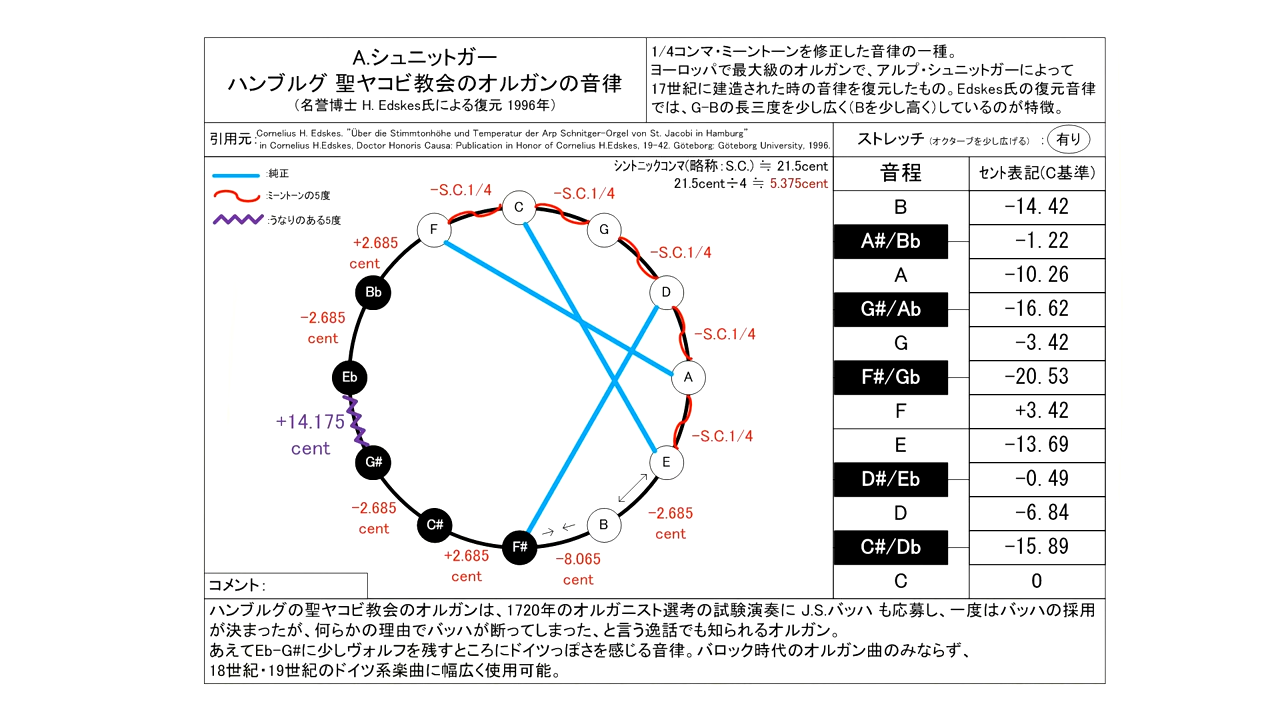 A.シュニットガー
ハンブルグ 聖ヤコビ教会のオルガンの音律
(名誉博士 H. Edskes氏による復元 1996年)
1/4コンマ・ミーントーンを修正した音律の一種。
ヨーロッパで最大級のオルガンで、アルプ・シュニットガーによって
17世紀に建造された時の音律を復元したもの。Edskes氏の復元音律
では、G-Bの長三度を少し広く(Bを少し高く)しているのが特徴。
引用元:
Cornelius H. Edskes. "Über die Stimmtonhöhe und Temperatur der Arp Schnitger-Orgel von St. Jacobi in Hamburg"
in Cornelius H.Edskes, Doctor Honoris Causa: Publication in Honor of Cornelius H.Edskes, 19-42. Göteborg: Göteborg University, 1996.
ストレッチ (オクターブを少し広げる) : 有り
:純正
:ミーントーンの5度
:うなりのある5度
シントニックコンマ(略称:S.C.) ≒ 21.5cent
21.5cent÷4 ≒ 5.375cent
-S.C.1/4
-S.C.1/4
C
F
G
+2.685
cent
-S.C.1/4
Bb
D
-2.685
cent
-S.C.1/4
Eb
A
+14.175
cent
-S.C.1/4
G#
E
-2.685
cent
-2.685
cent
C#
B
F#
+2.685
cent
-8.065
cent
音程
セント表記(C基準)
B
-14.42
A#/Bb
-1.22
A
-10.26
G#/Ab
-16.62
G
-3.42
F#/Gb
-20.53
F
+3.42
E
-13.69
D#/Eb
-0.49
D
-6.84
C#/Db
-15.89
C
0
コメント:
ハンブルグの聖ヤコビ教会のオルガンは、1720年のオルガニスト選考の試験演奏に J.S.バッハ も応募し、一度はバッハの採用
が決まったが、何らかの理由でバッハが断ってしまった、と言う逸話でも知られるオルガン。
あえてEb-G#に少しヴォルフを残すところにドイツっぽさを感じる音律。バロック時代のオルガン曲のみならず、
18世紀・19世紀のドイツ系楽曲に幅広く使用可能。